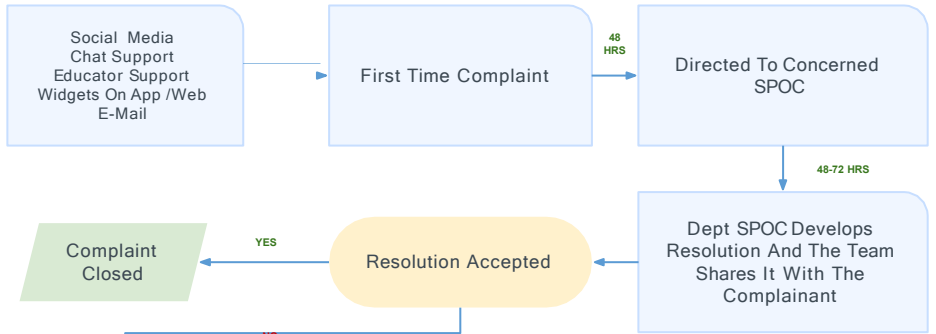 Social Media
Chat Support
Educator Support
Widgets On App /Web
E-Mail
First Time Complaint
48
HRS
Directed To Concerned
SPOC
48-72 HRS
Dept SPOC Develops
Resolution And The Team
Shares It With The
Complainant
Resolution Accepted
YES
Complaint
Closed